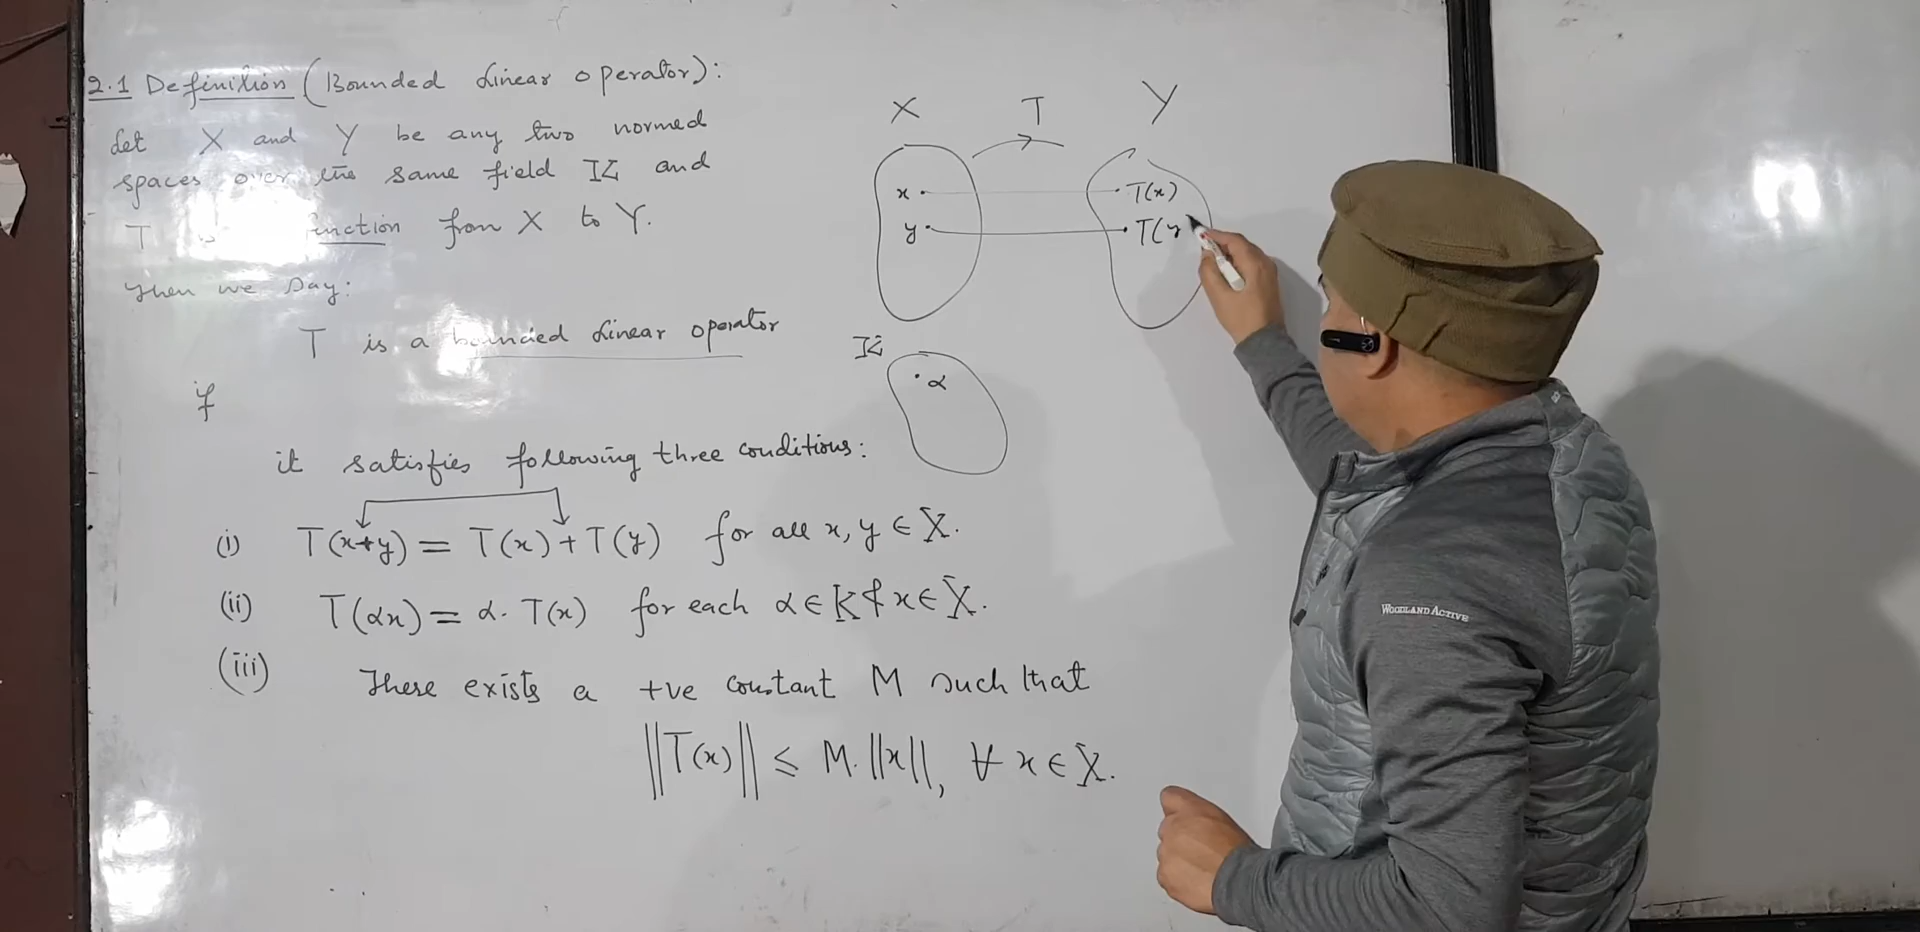 2.1 Definition (Bounded Linear operator):
Let X and Y be any two normed
spaces over the same field K and
T is function from X to Y.
Then we Say:
T is a bounded Linear operator
if
it satisfies following three conditions:
(i) T(x+y) = T(x) + T(y) for all x, y ∈ X.
(ii) T(αx) = α. T(x) for each α ∈ K & x ∈ X.
(iii) There exists a +ve constant M such that
||T(x)|| ≤ M. ||x||, ∀ x ∈ X.
X T Y
x T(x)
y T(y
K
α
WOODLAND ACTIVE